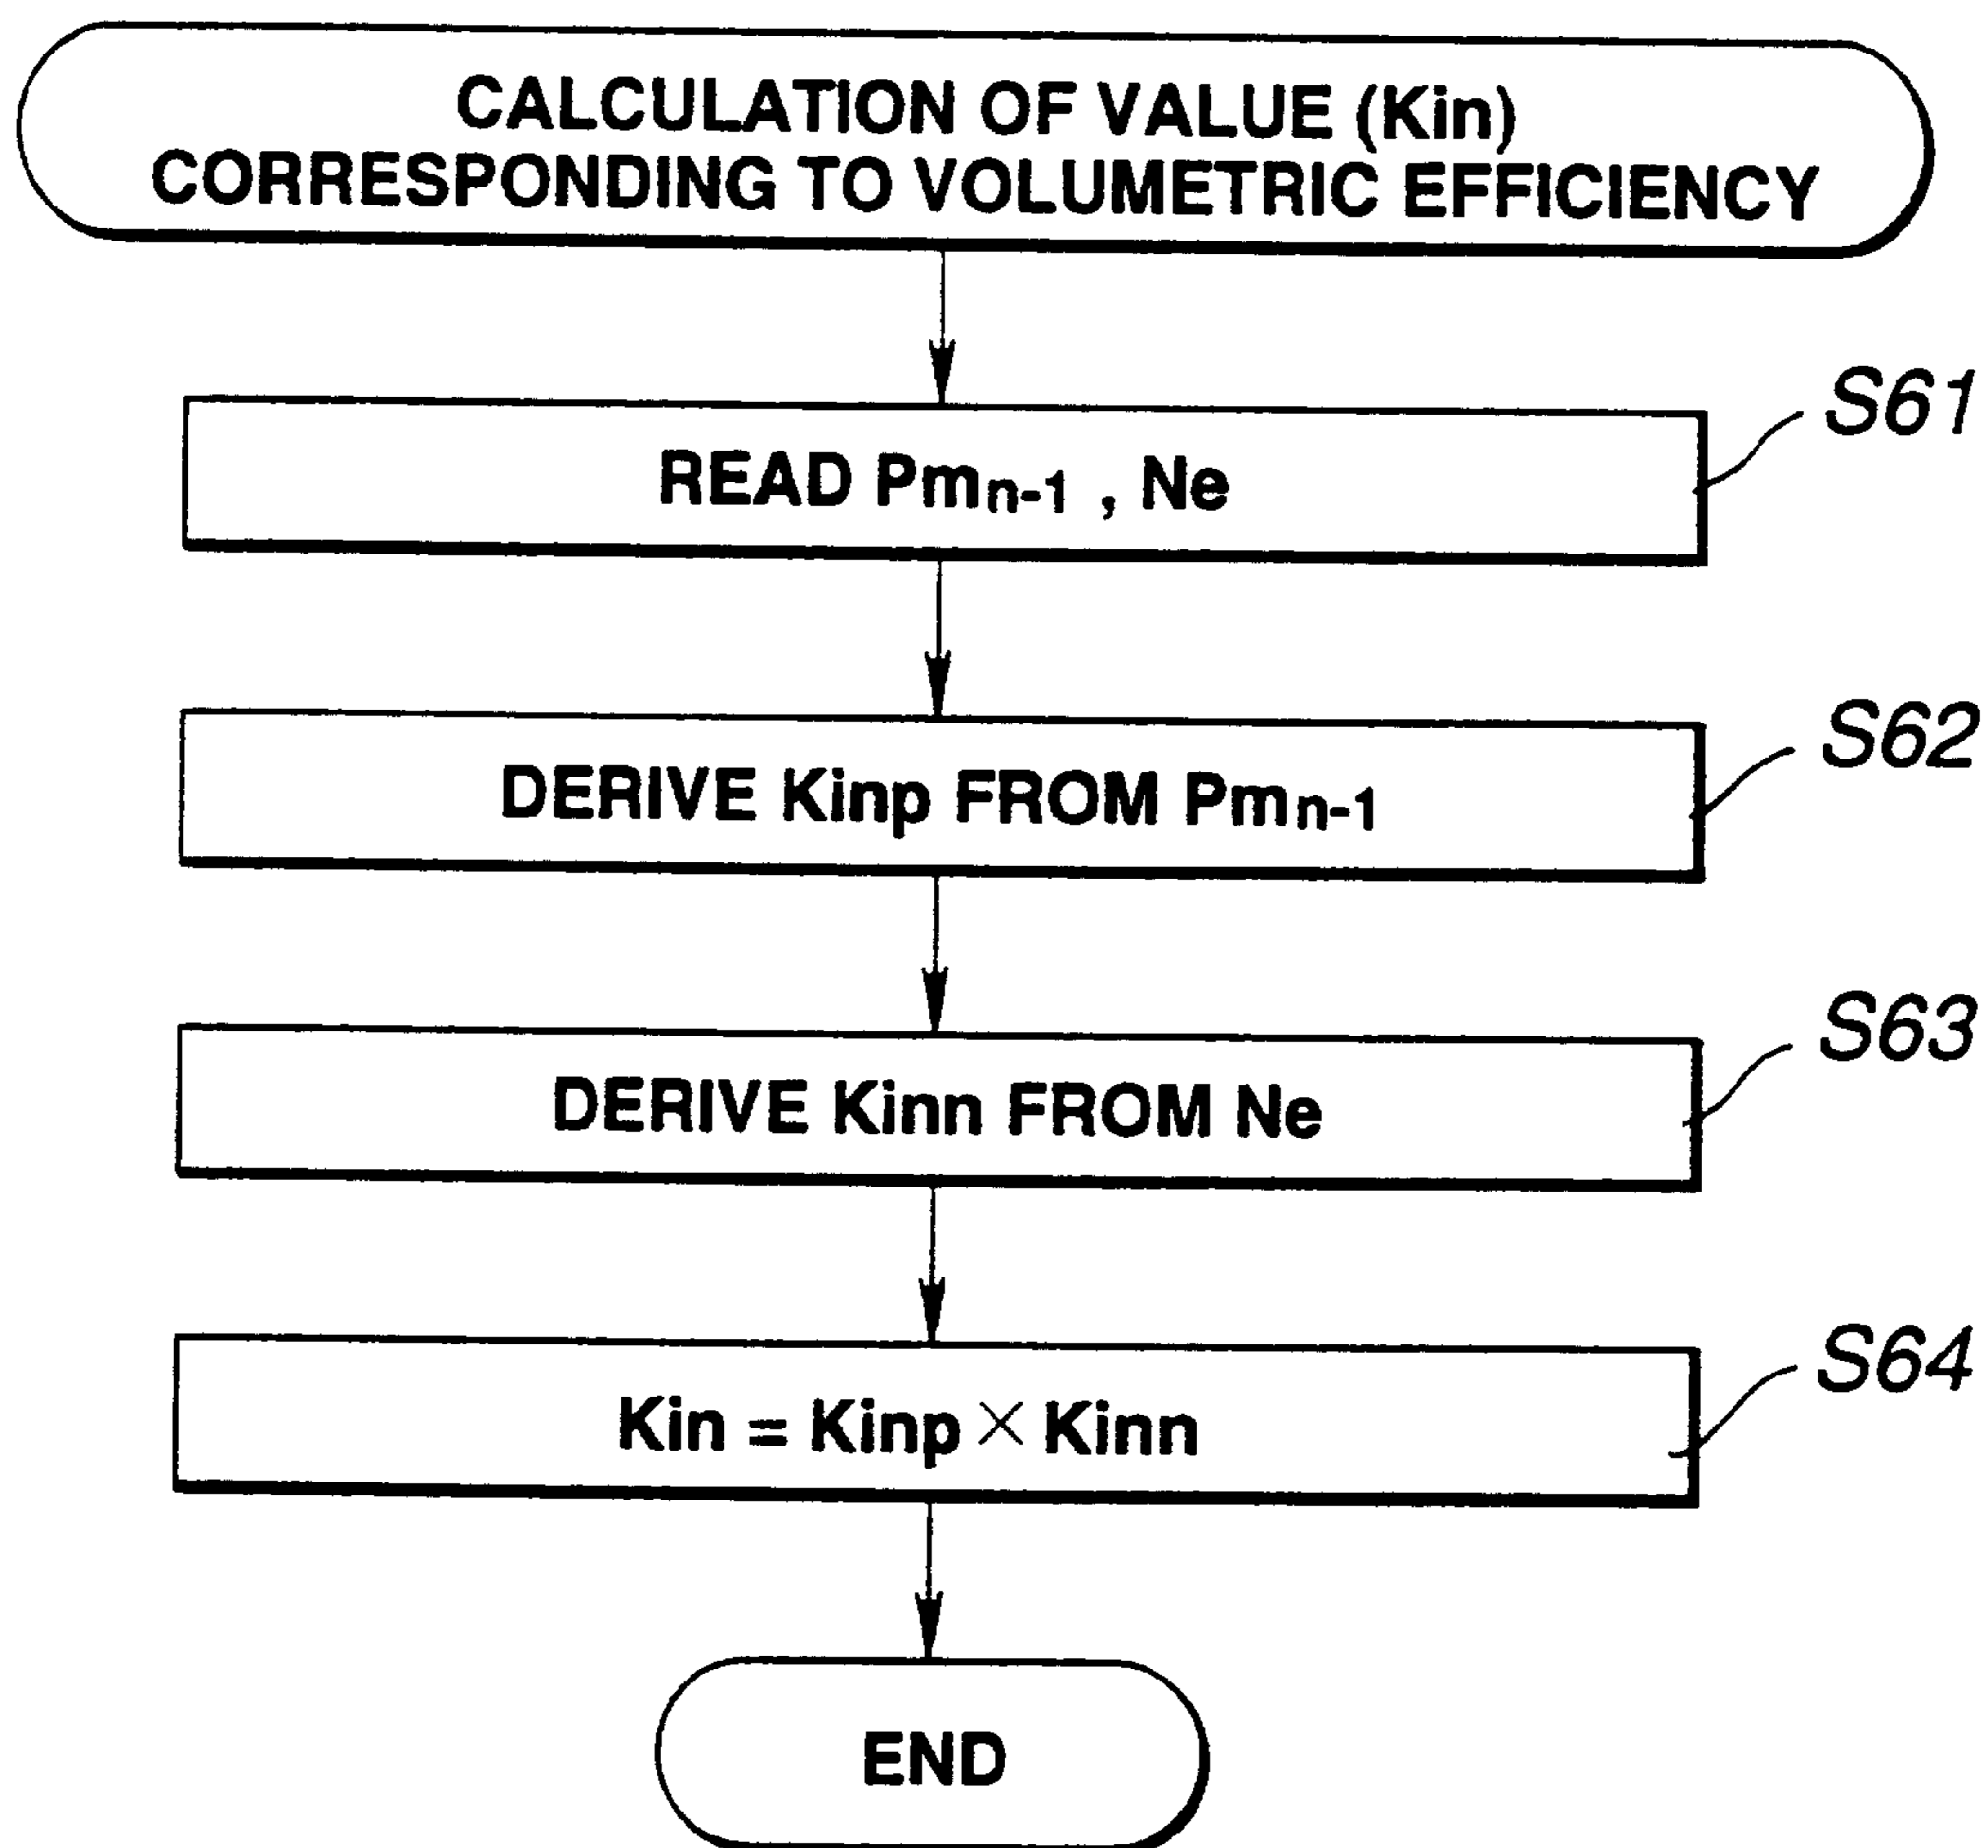 CALCULATION OF VALUE (Kin)
CORRESPONDING TO VOLUMETRIC EFFICIENCY
S61
READ Pmn-1 , Ne
S62
DERIVE Kinp FROM Pmn-1
S63
DERIVE Kinn FROM Ne
S64
Kin = Kinp × Kinn
END